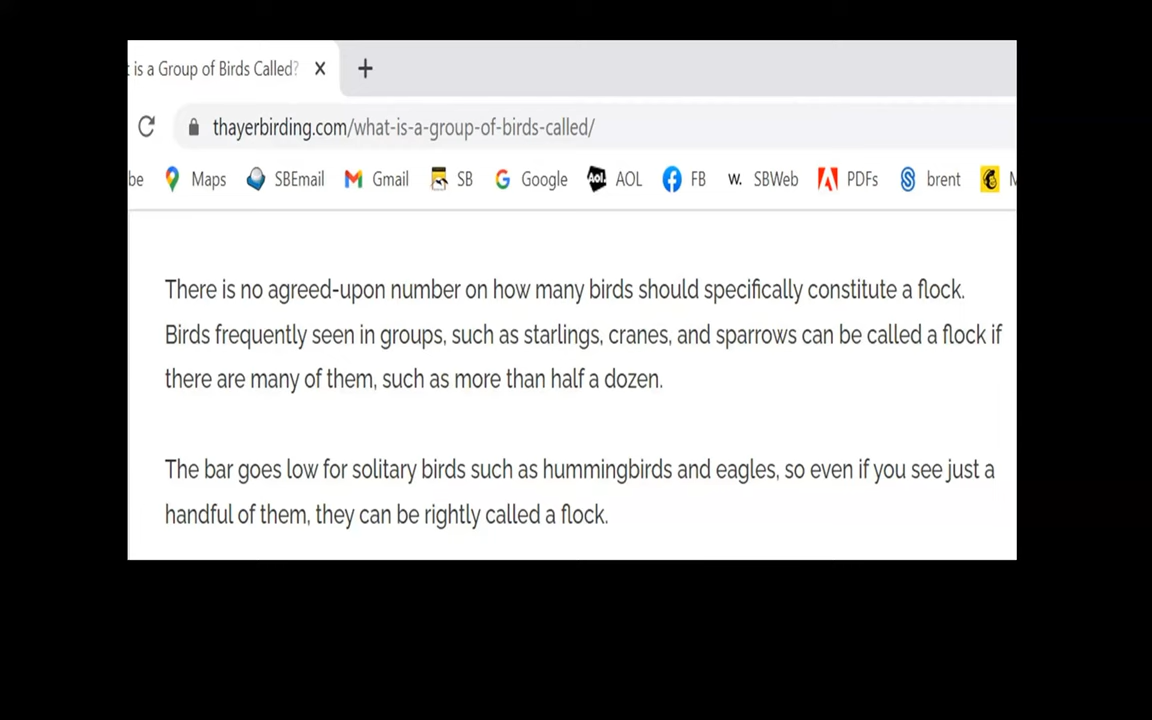 is a Group of Birds Called?
thayerbirding.com/what-is-a-group-of-birds-called/
be Maps SBEmail Gmail SB Google AOL FB SBWeb PDFs brent
There is no agreed-upon number on how many birds should specifically constitute a flock.
Birds frequently seen in groups, such as starlings, cranes, and sparrows can be called a flock if
there are many of them, such as more than half a dozen.
The bar goes low for solitary birds such as hummingbirds and eagles, so even if you see just a
handful of them, they can be rightly called a flock.